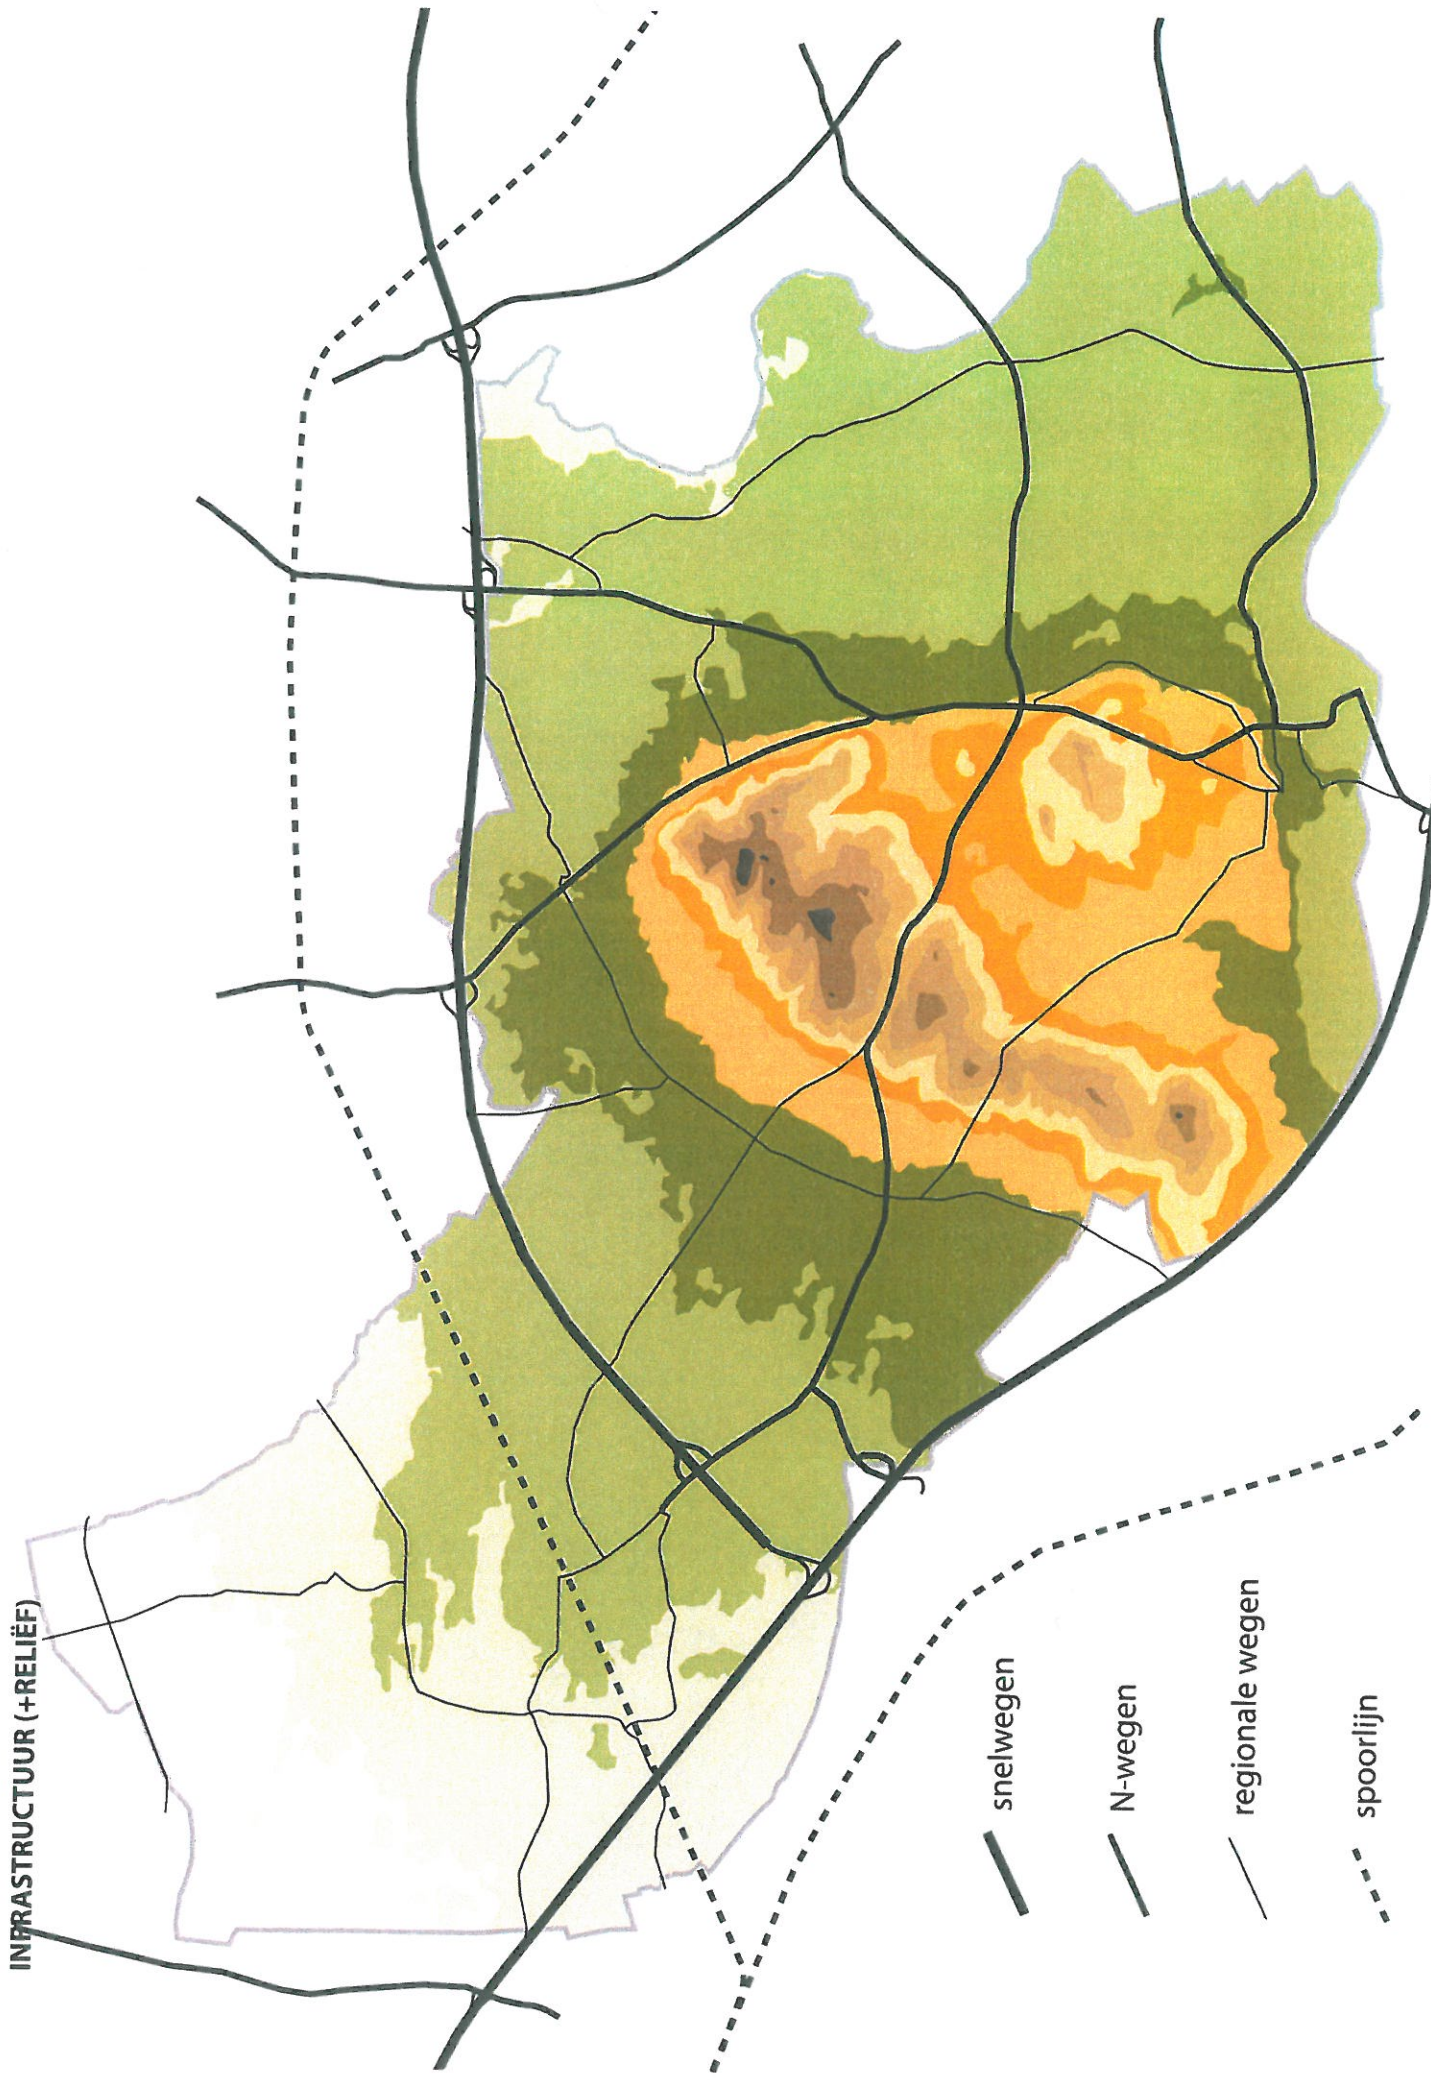 INFRASTRUCTUUR (+RELIËF)
snelwegen
N-wegen
regionale wegen
spoorlijn